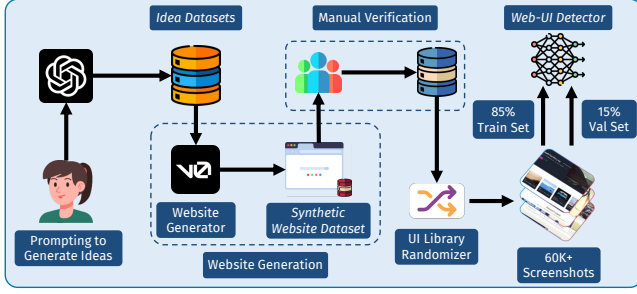 Idea Datasets
Manual Verification
Web-UI Detector
85%
Train Set
15%
Val Set
v0
Website
Generator
Synthetic
Website Dataset
Prompting to
Generate Ideas
Website Generation
UI Library
Randomizer
60K+
Screenshots